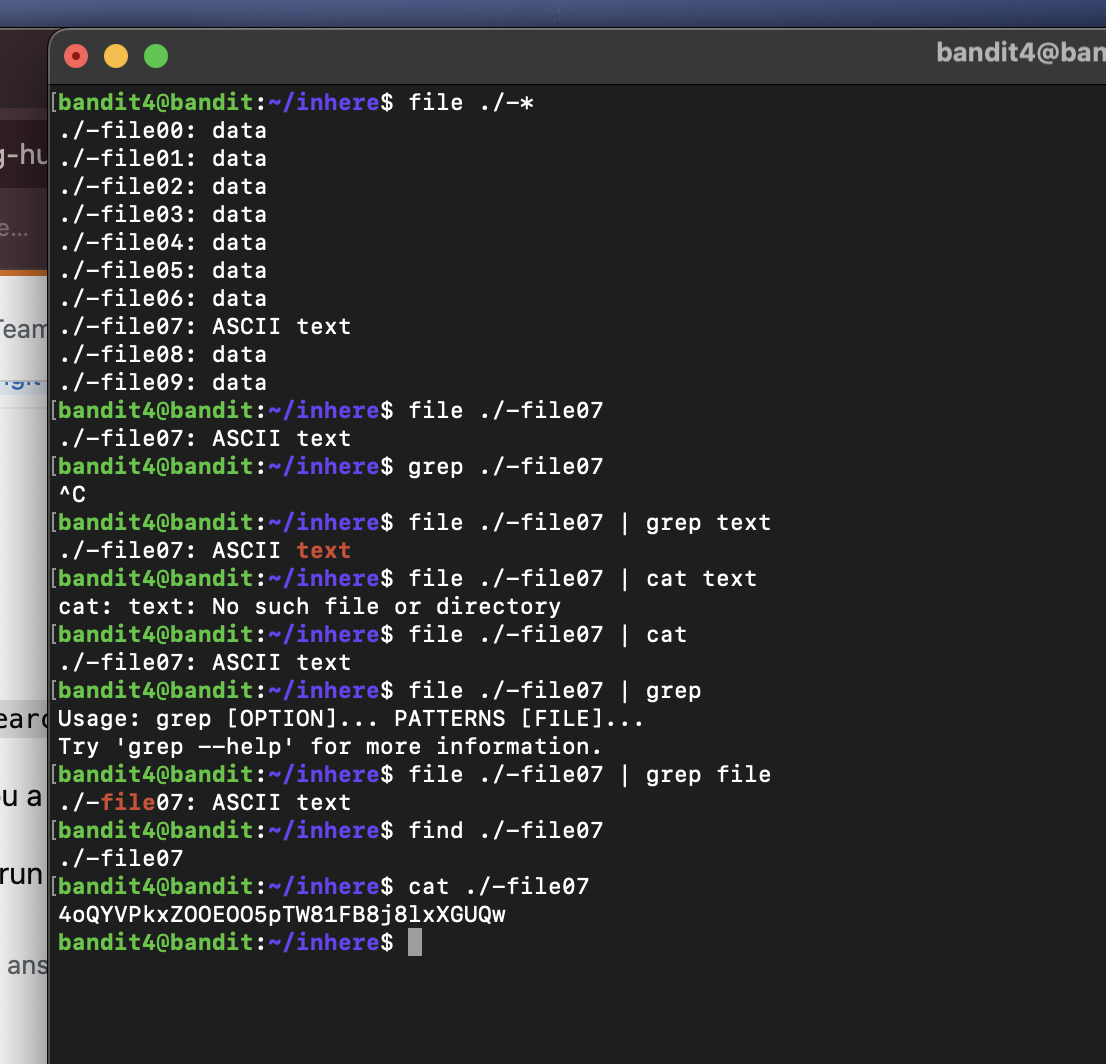 bandit4@ban
bandit4@bandit:~/inhere$ file ./-*
./-file00: data
./-file01: data
./-file02: data
./-file03: data
./-file04: data
./-file05: data
./-file06: data
./-file07: ASCII text
./-file08: data
./-file09: data
bandit4@bandit:~/inhere$ file ./-file07
./-file07: ASCII text
bandit4@bandit:~/inhere$ grep ./-file07
^C
bandit4@bandit:~/inhere$ file ./-file07 | grep text
./-file07: ASCII text
bandit4@bandit:~/inhere$ file ./-file07 | cat text
cat: text: No such file or directory
bandit4@bandit:~/inhere$ file ./-file07 | cat
./-file07: ASCII text
bandit4@bandit:~/inhere$ file ./-file07 | grep
Usage: grep [OPTION]... PATTERNS [FILE]...
Try 'grep --help' for more information.
bandit4@bandit:~/inhere$ file ./-file07 | grep file
./-file07: ASCII text
bandit4@bandit:~/inhere$ find ./-file07
./-file07
bandit4@bandit:~/inhere$ cat ./-file07
4oQYVPkxZOOEOO5pTW81FB8j8lxXGUQw
bandit4@bandit:~/inhere$
g-hu
e...
Team
earc
u a
run
ans